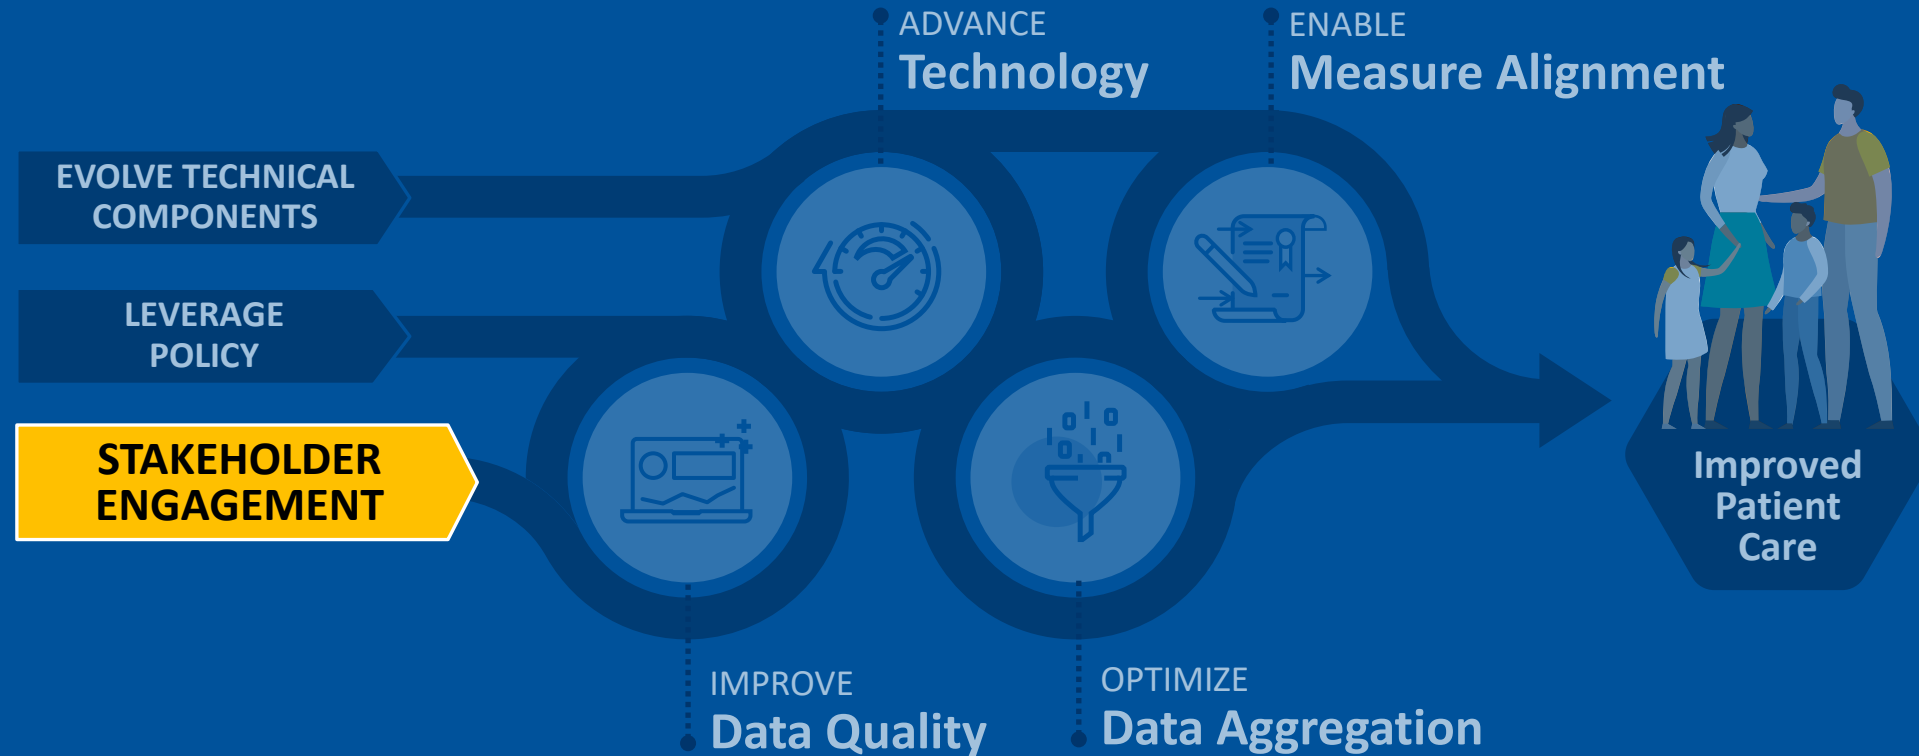 ADVANCE
Technology
ENABLE
Measure Alignment
EVOLVE TECHNICAL
COMPONENTS
LEVERAGE
POLICY
STAKEHOLDER
ENGAGEMENT
Improved
Patient
Care
IMPROVE
Data Quality
OPTIMIZE
Data Aggregation